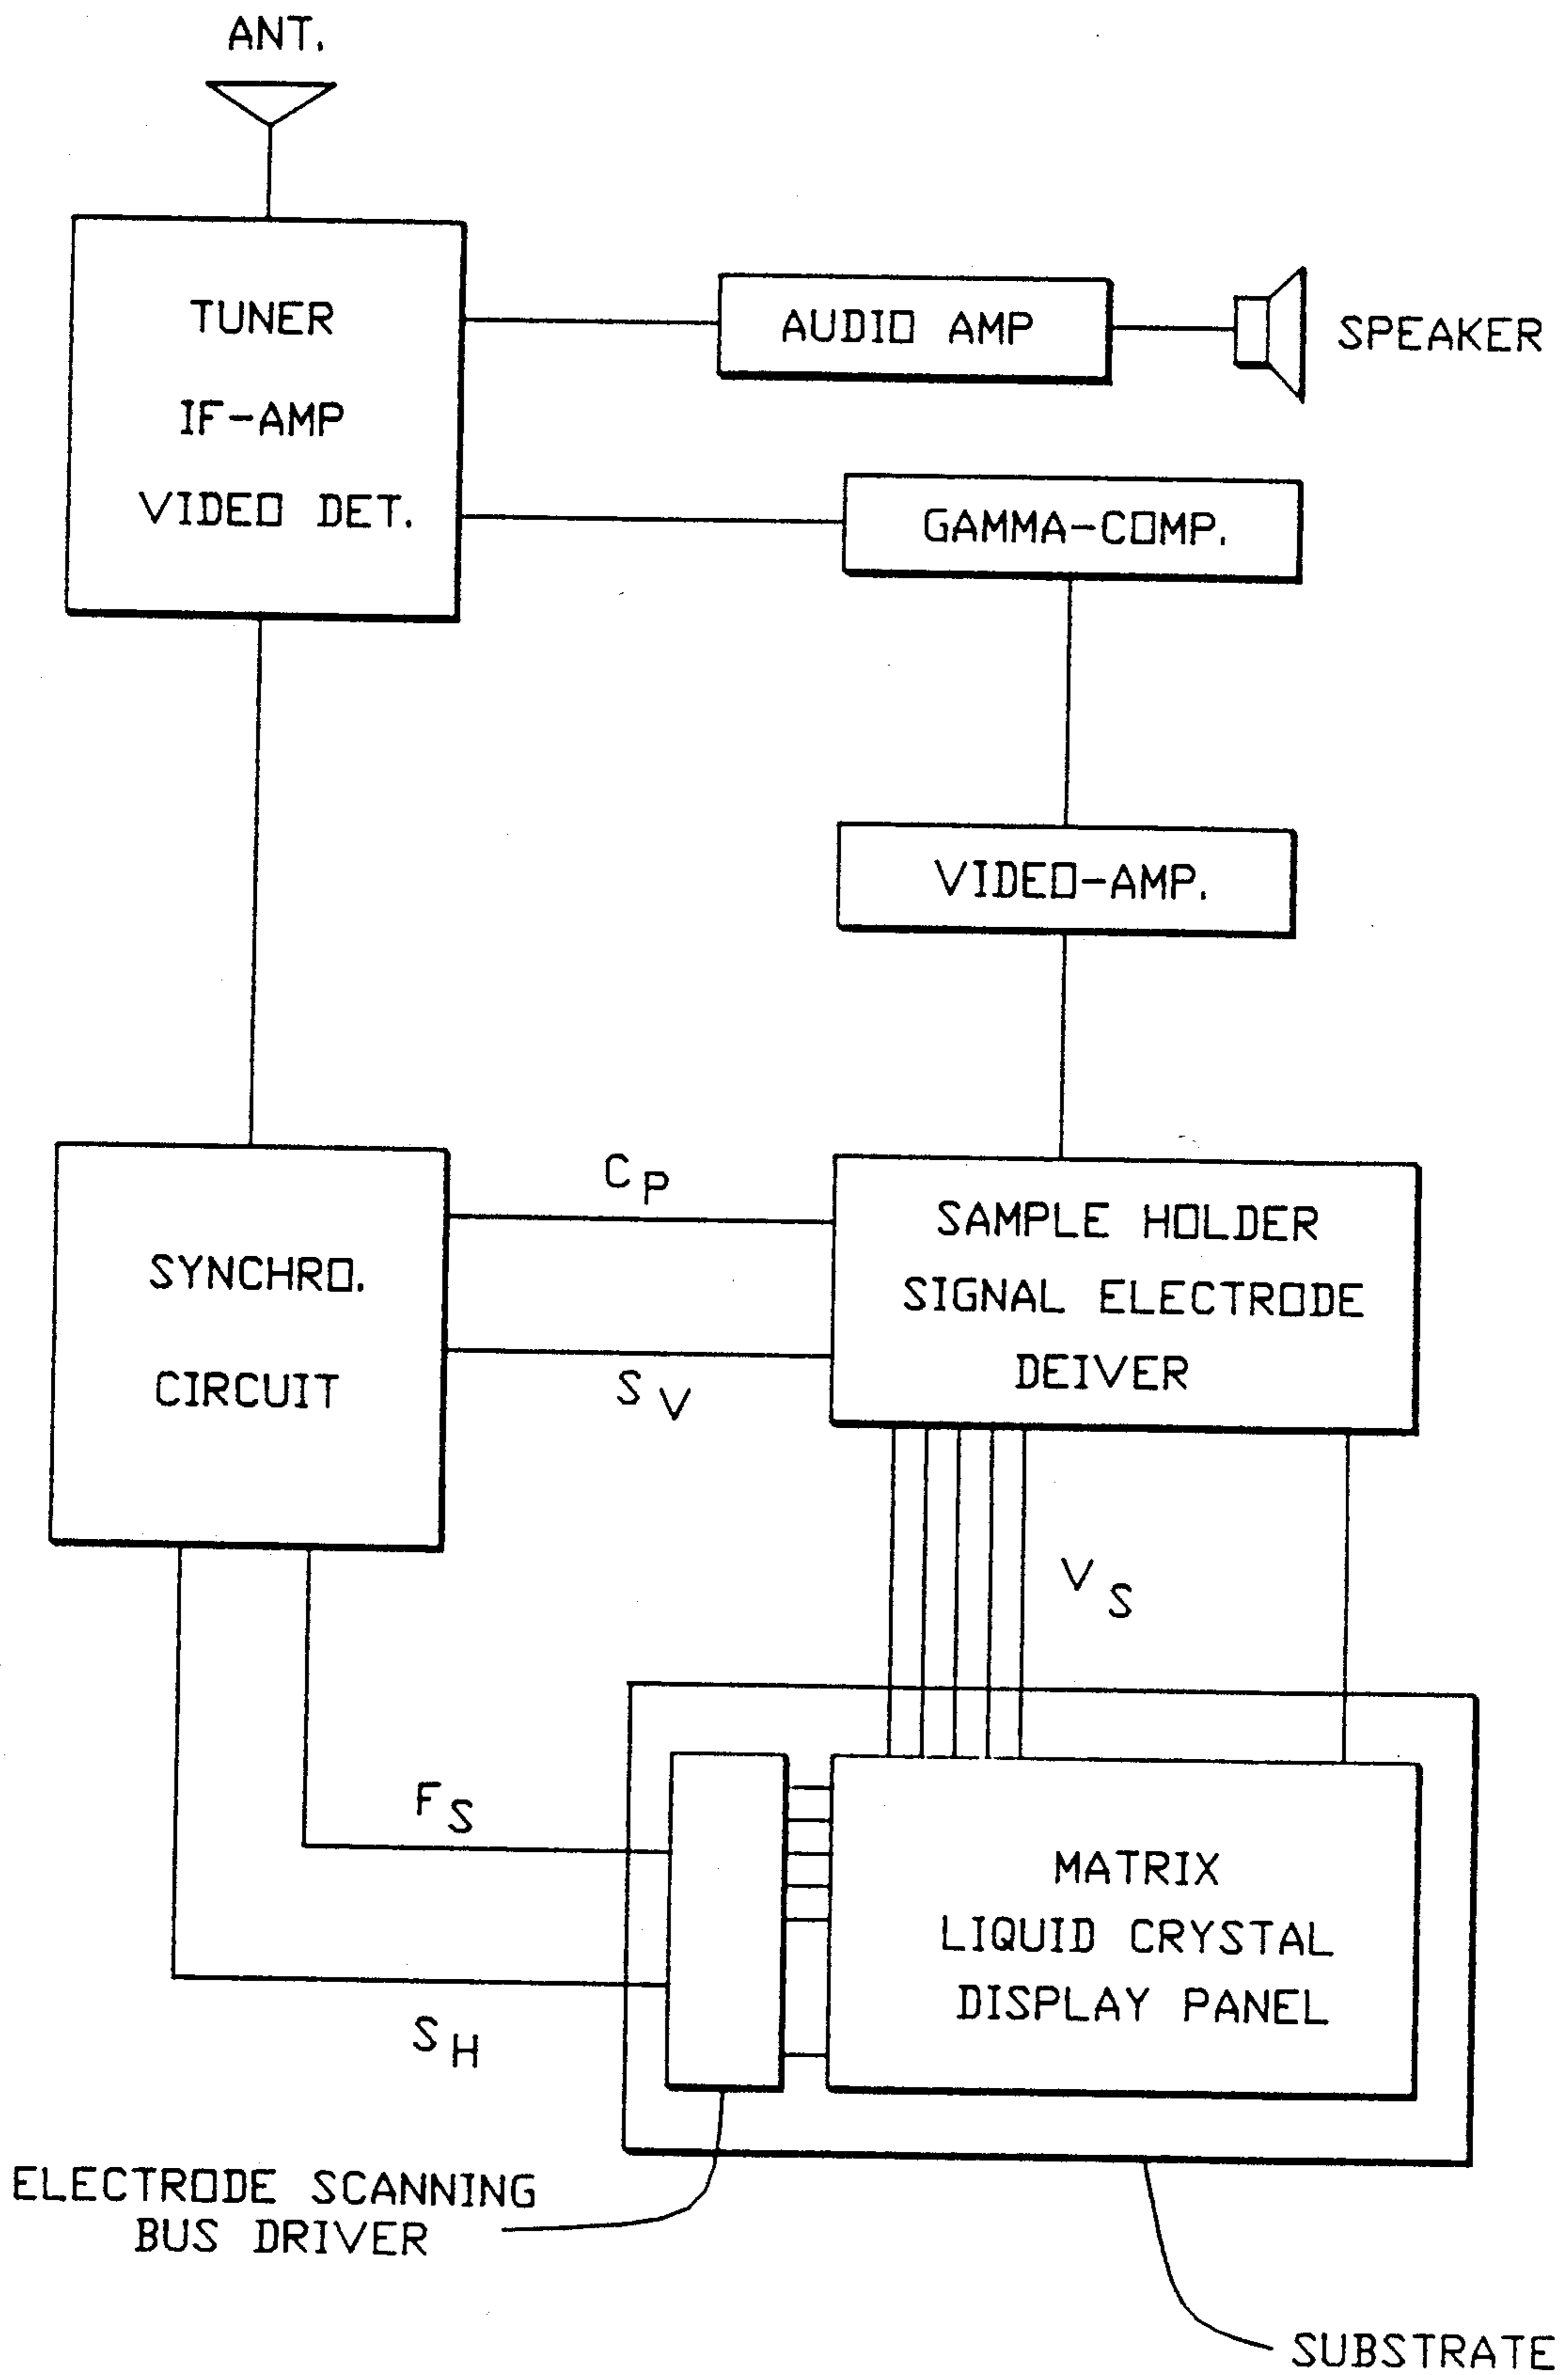 ANT.
TUNER
IF-AMP
VIDEO DET.
AUDIO AMP
SPEAKER
GAMMA-COMP.
VIDEO-AMP.
SYNCHRO.
CIRCUIT
CP
SV
SAMPLE HOLDER
SIGNAL ELECTRODE
DEIVER
VS
FS
SH
MATRIX
LIQUID CRYSTAL
DISPLAY PANEL
ELECTRODE SCANNING
BUS DRIVER
SUBSTRATE